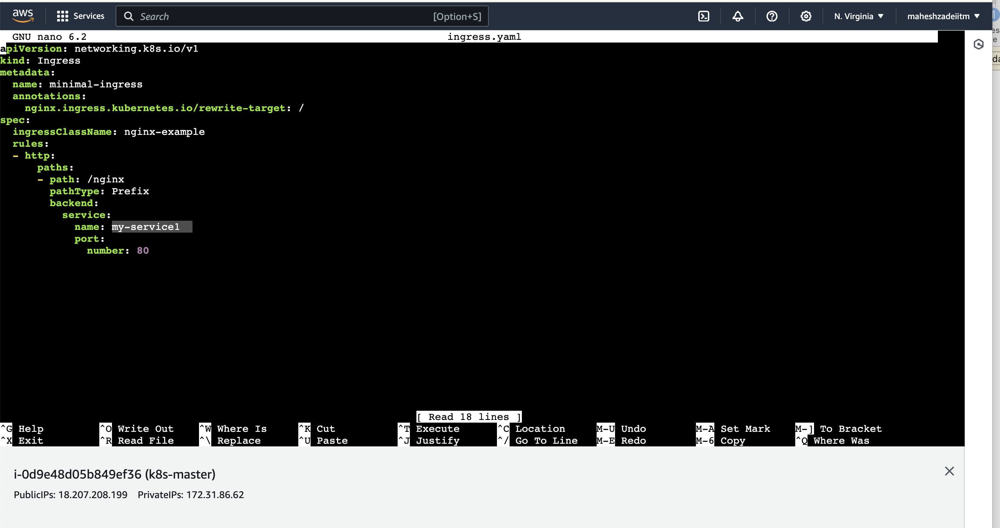 aws Services Search [Option+S] N. Virginia maheshzadeiitm
GNU nano 6.2 ingress.yaml
apiVersion: networking.k8s.io/v1
kind: Ingress
metadata:
  name: minimal-ingress
  annotations:
    nginx.ingress.kubernetes.io/rewrite-target: /
spec:
  ingressClassName: nginx-example
  rules:
  - http:
      paths:
      - path: /nginx
        pathType: Prefix
        backend:
          service:
            name: my-service1
            port:
              number: 80
[ Read 18 lines ]
^G Help ^O Write Out ^W Where Is ^K Cut ^T Execute ^C Location M-U Undo M-A Set Mark M-] To Bracket
^X Exit ^R Read File ^\ Replace ^U Paste ^J Justify ^/ Go To Line M-E Redo M-6 Copy ^Q Where Was
i-0d9e48d05b849ef36 (k8s-master)
PublicIPs: 18.207.208.199 PrivateIPs: 172.31.86.62